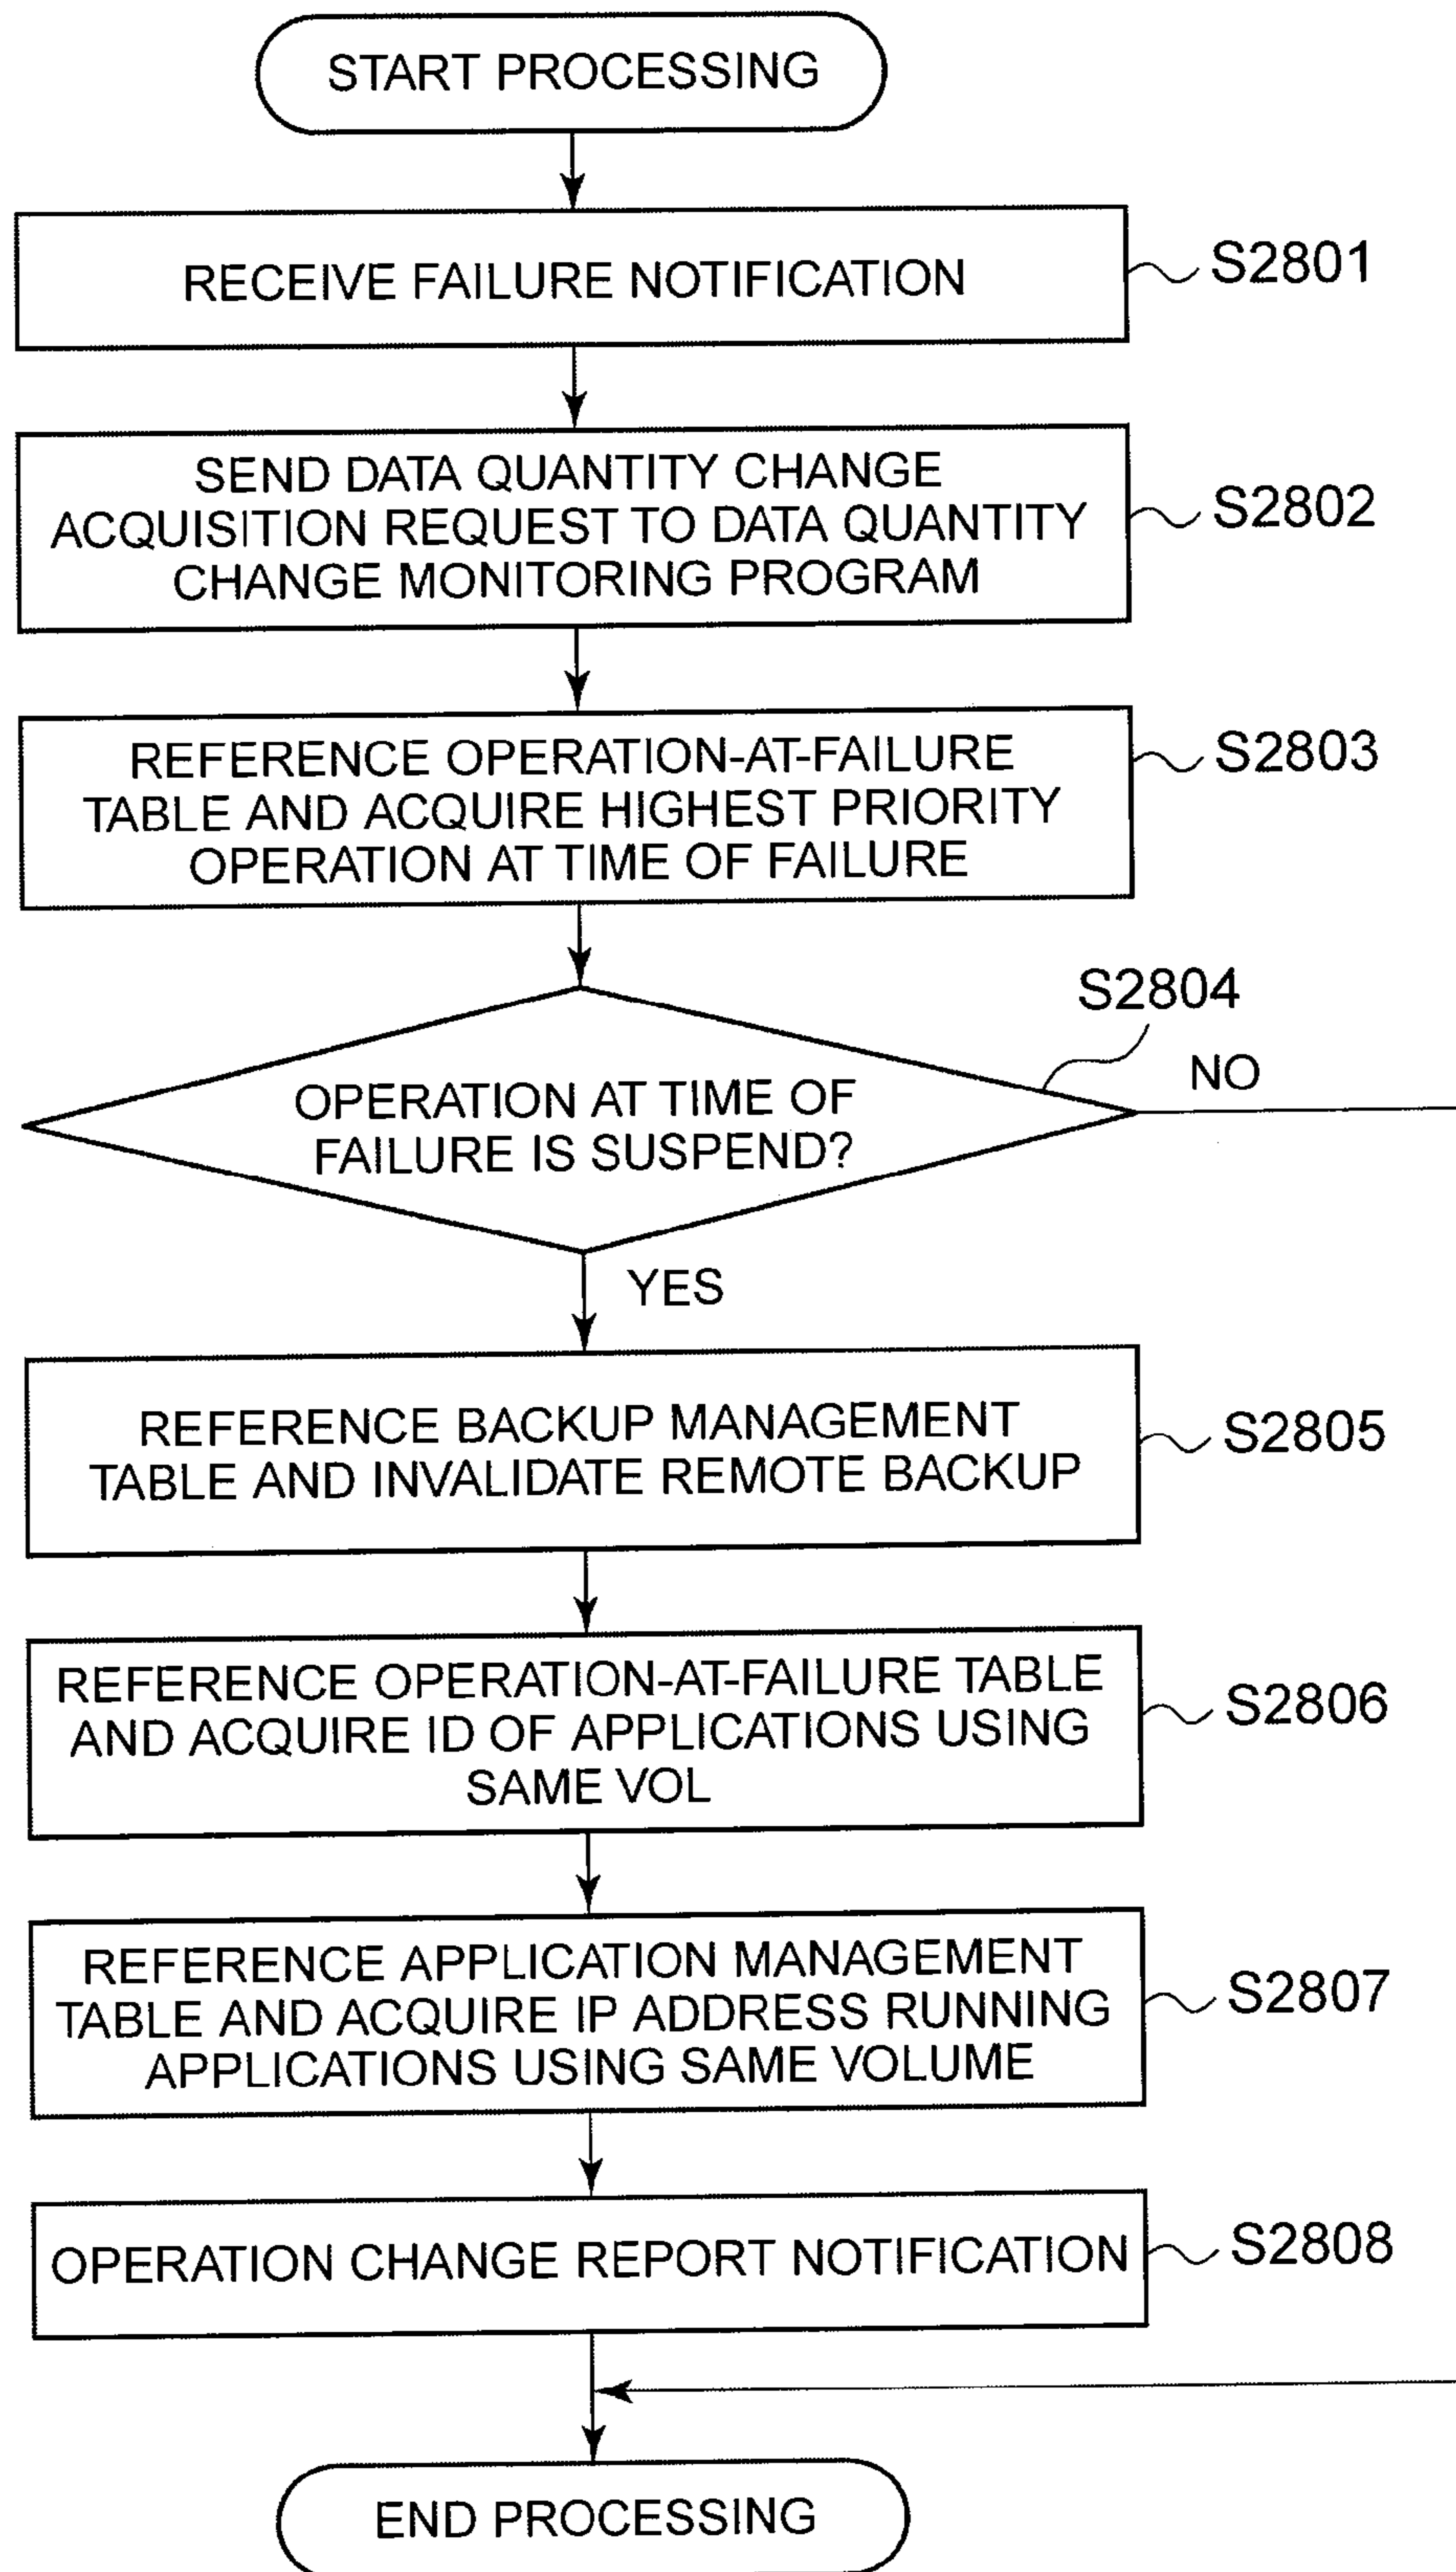 START PROCESSING
RECEIVE FAILURE NOTIFICATION
S2801
SEND DATA QUANTITY CHANGE
ACQUISITION REQUEST TO DATA QUANTITY
CHANGE MONITORING PROGRAM
S2802
REFERENCE OPERATION-AT-FAILURE
TABLE AND ACQUIRE HIGHEST PRIORITY
OPERATION AT TIME OF FAILURE
S2803
S2804
NO
OPERATION AT TIME OF
FAILURE IS SUSPEND?
YES
REFERENCE BACKUP MANAGEMENT
TABLE AND INVALIDATE REMOTE BACKUP
S2805
REFERENCE OPERATION-AT-FAILURE TABLE
AND ACQUIRE ID OF APPLICATIONS USING
SAME VOL
S2806
REFERENCE APPLICATION MANAGEMENT
TABLE AND ACQUIRE IP ADDRESS RUNNING
APPLICATIONS USING SAME VOLUME
S2807
OPERATION CHANGE REPORT NOTIFICATION
S2808
END PROCESSING